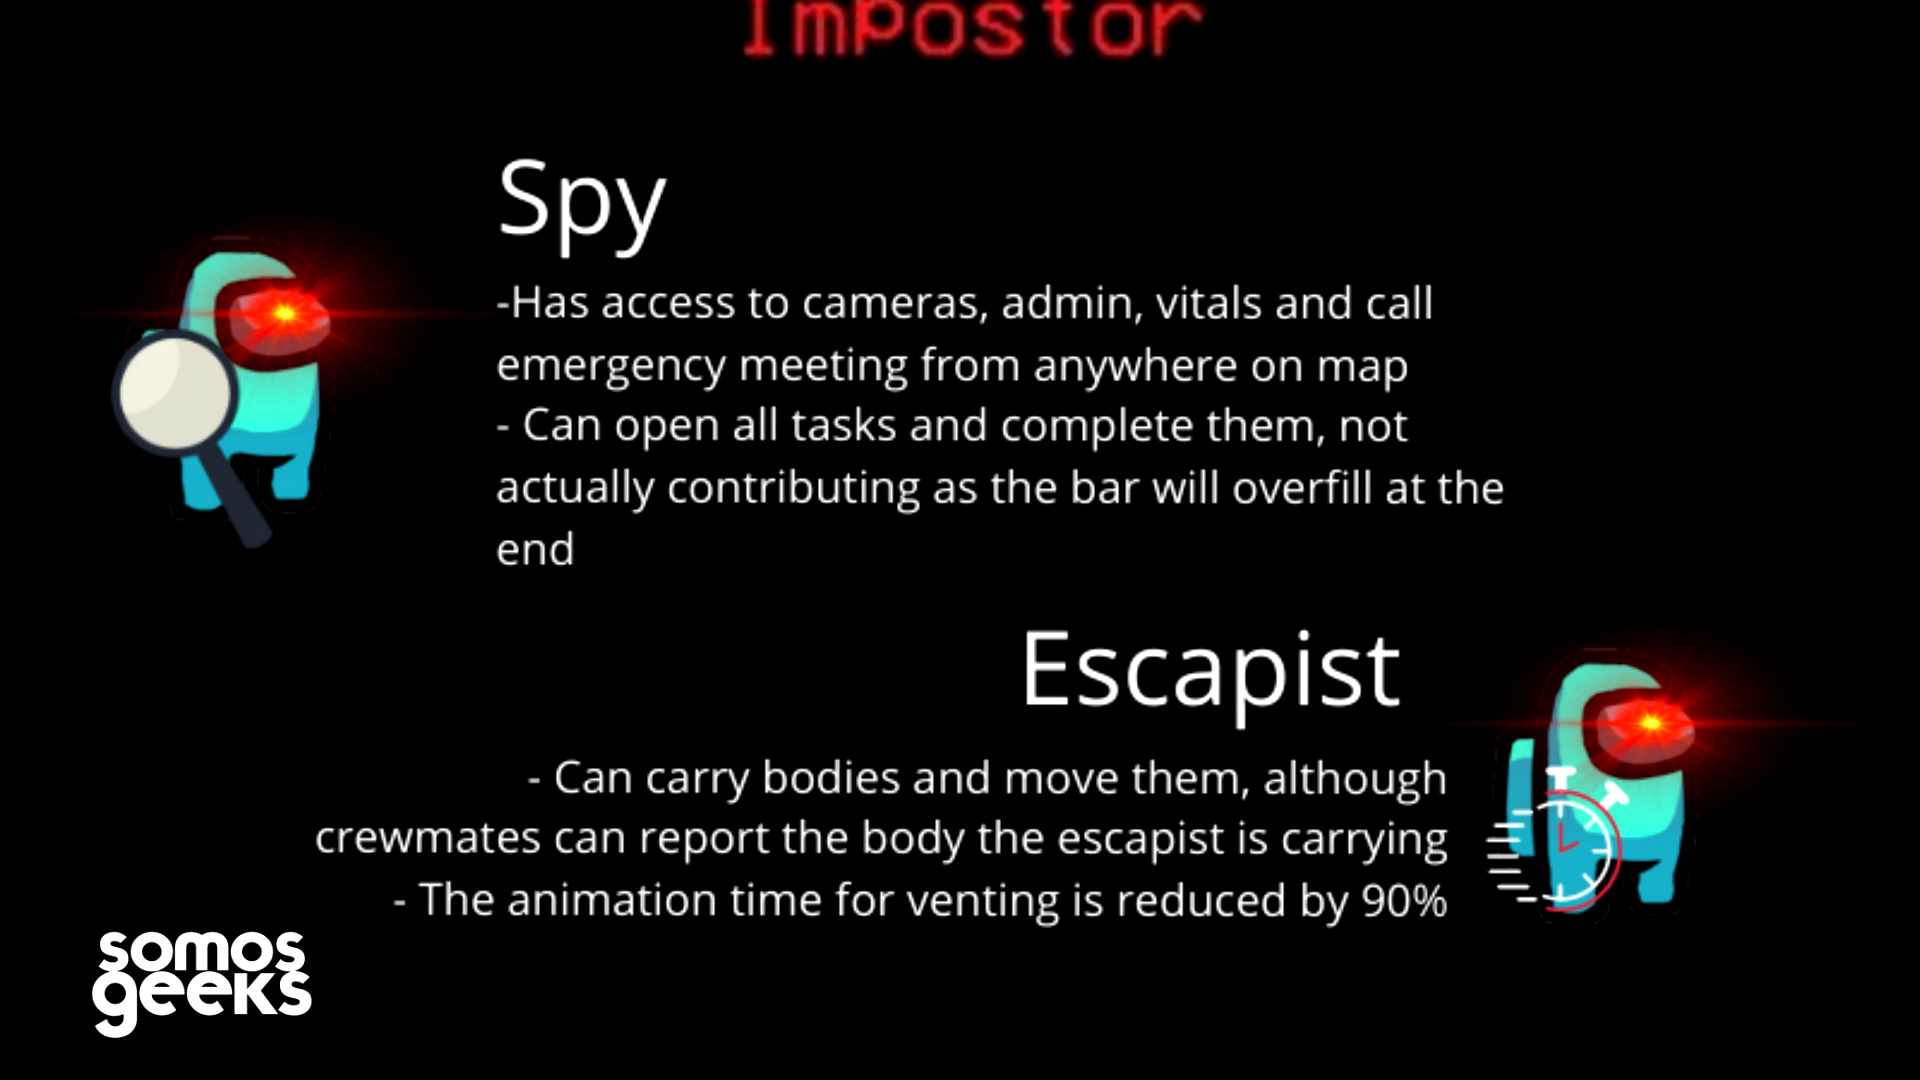 Impostor
Spy
-Has access to cameras, admin, vitals and call
emergency meeting from anywhere on map
- Can open all tasks and complete them, not
actually contributing as the bar will overfill at the
end
Escapist
- Can carry bodies and move them, although
crewmates can report the body the escapist is carrying
- The animation time for venting is reduced by 90%
somos
geeks